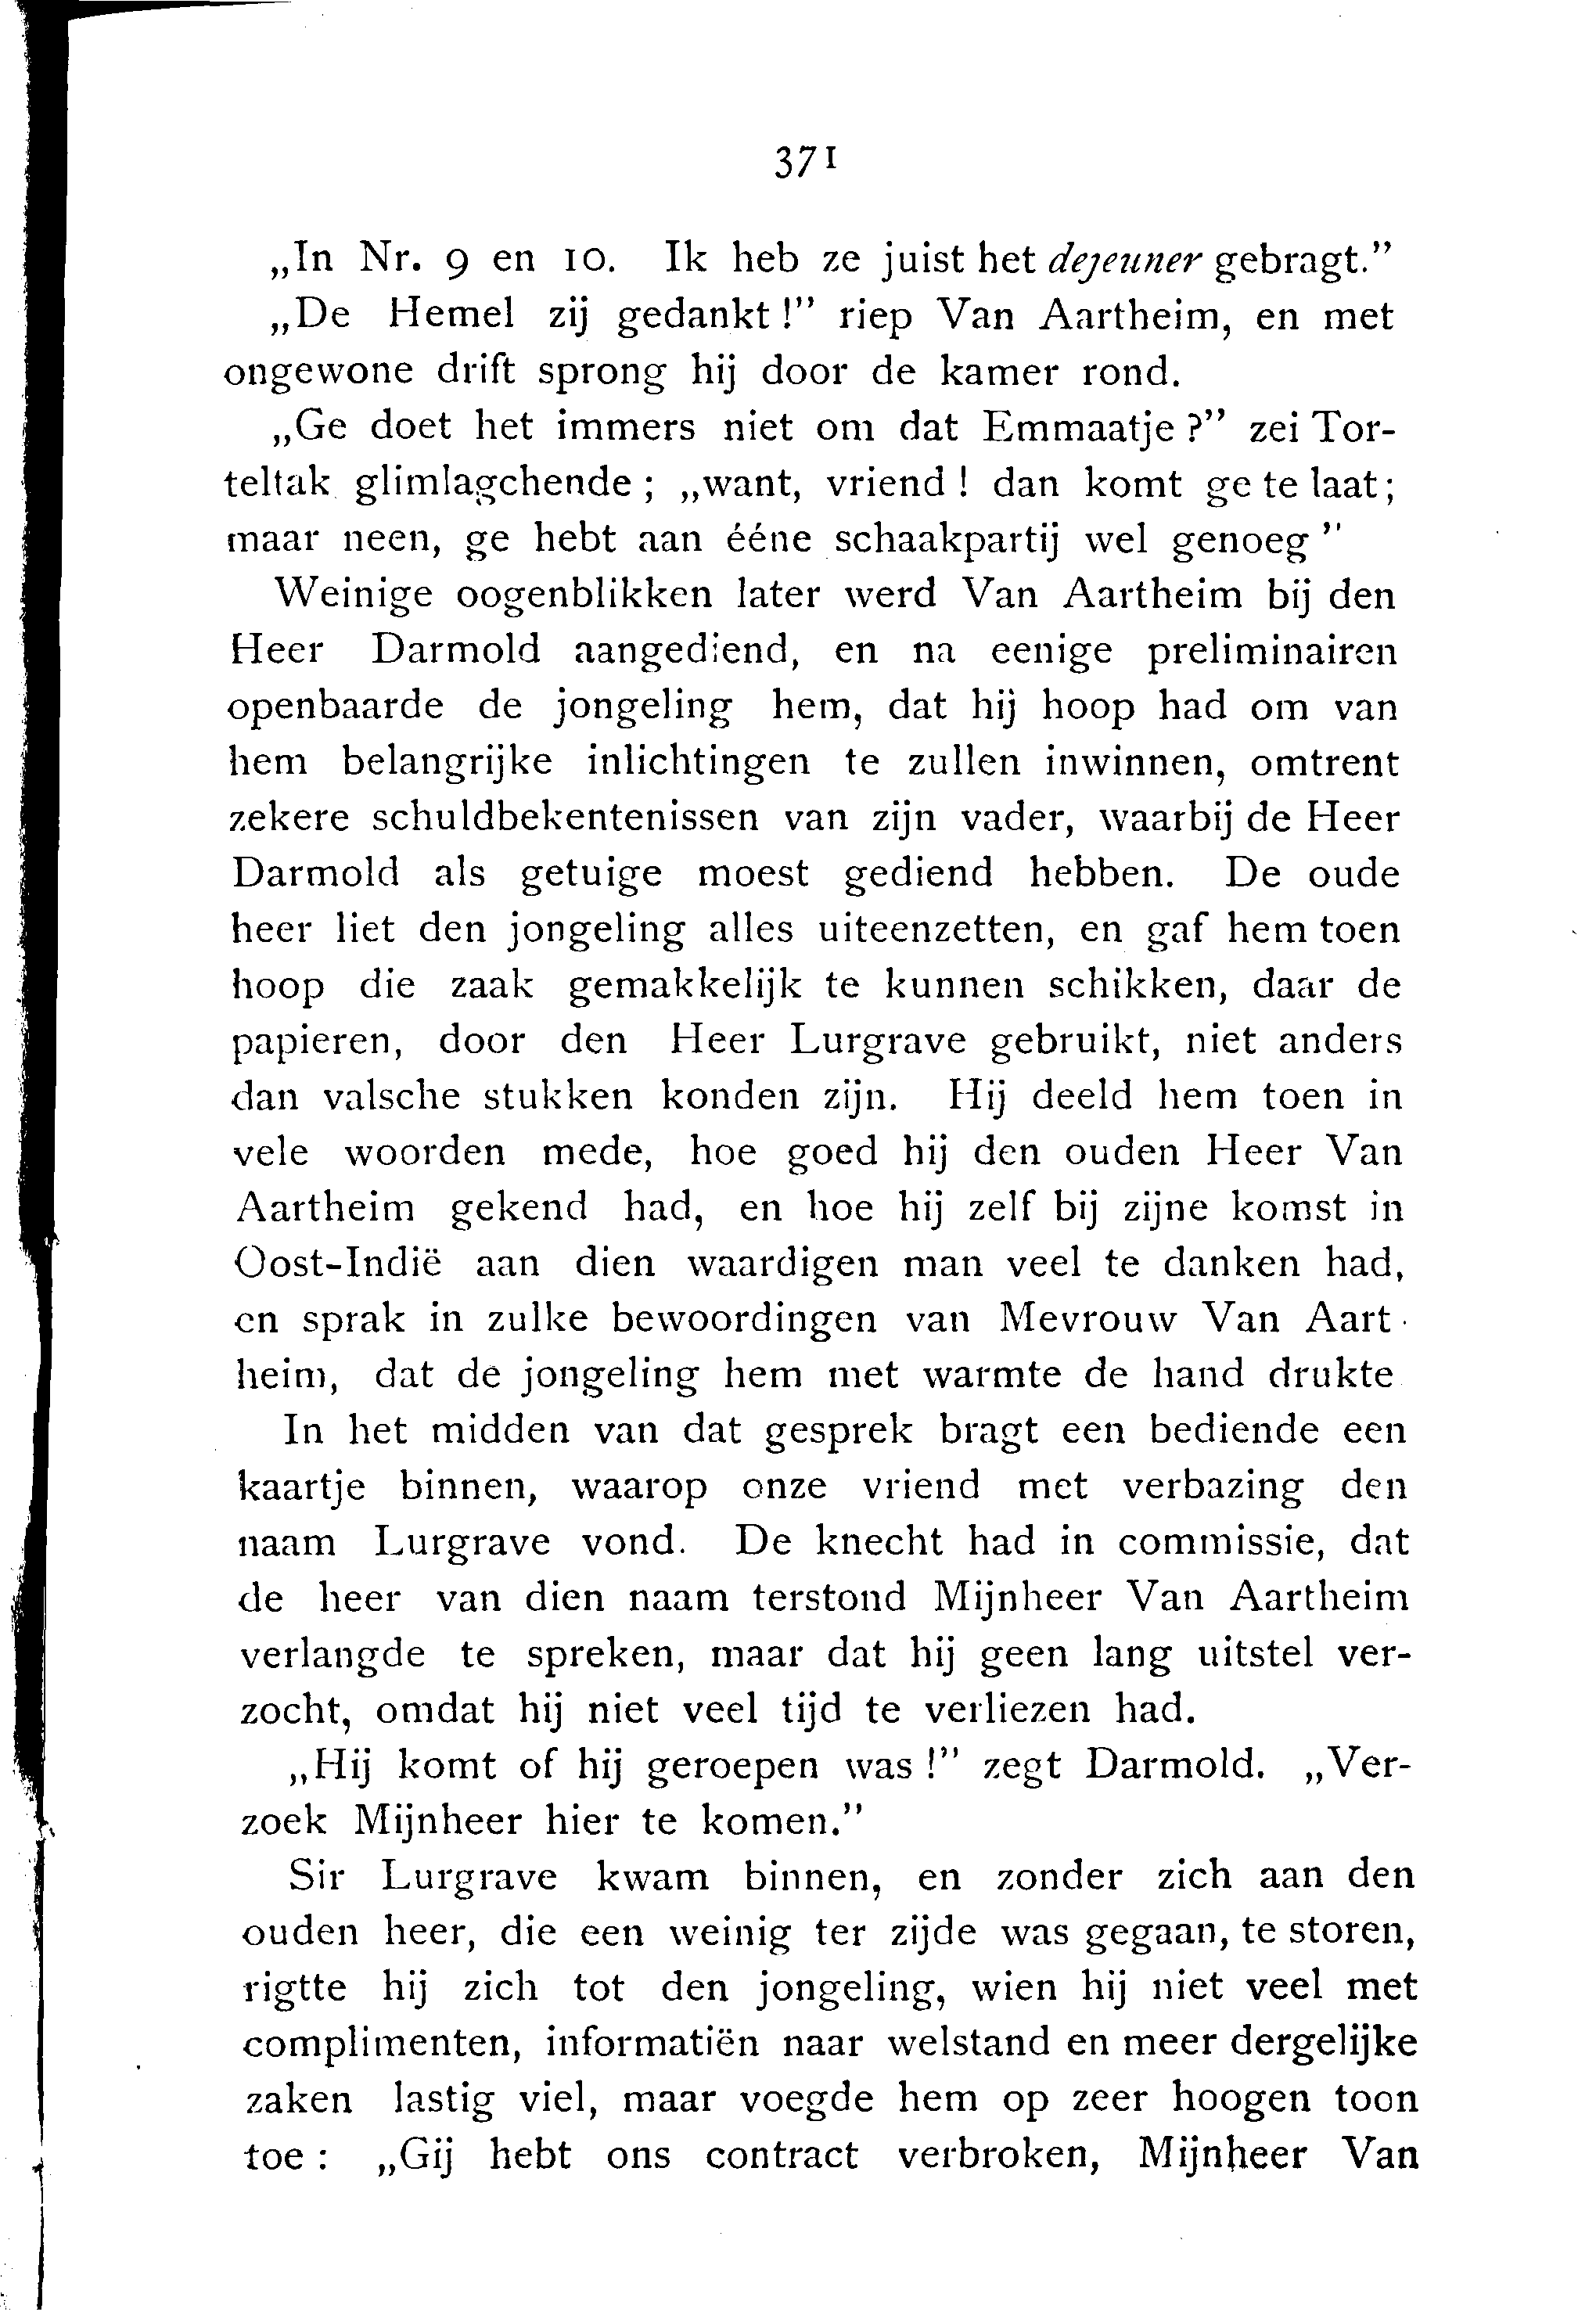 371
„In Nr. 9 en 10. Ik heb ze juist het dejeuner gebragt.”
„De Hemel zij gedankt!” riep Van Aartheim, en met
ongewone drift sprong hij door de kamer rond.
„Ge doet het immers niet om dat Emmaatje?” zei Tor-
teltak glimlagchende; „want, vriend! dan komt ge te laat;
maar neen, ge hebt aan ééne schaakpartij wel genoeg”
Weinige oogenblikken later werd Van Aartheim bij den
Heer Darmold aangediend, en na eenige preliminairen
openbaarde de jongeling hem, dat hij hoop had om van
hem belangrijke inlichtingen te zullen inwinnen, omtrent
zekere schuldbekentenissen van zijn vader, waarbij de Heer
Darmold als getuige moest gediend hebben. De oude
heer liet den jongeling alles uiteenzetten, en gaf hem toen
hoop die zaak gemakkelijk te kunnen schikken, daar de
papieren, door den Heer Lurgrave gebruikt, niet anders
dan valsche stukken konden zijn. Hij deeld hem toen in
vele woorden mede, hoe goed hij den ouden Heer Van
Aartheim gekend had, en hoe hij zelf bij zijne komst in
Oost-Indië aan dien waardigen man veel te danken had,
en sprak in zulke bewoordingen van Mevrouw Van Aart-
heim, dat de jongeling hem met warmte de hand drukte
In het midden van dat gesprek bragt een bediende een
kaartje binnen, waarop onze vriend met verbazing den
naam Lurgrave vond. De knecht had in commissie, dat
de heer van dien naam terstond Mijnheer Van Aartheim
verlangde te spreken, maar dat hij geen lang uitstel ver-
zocht, omdat hij niet veel tijd te verliezen had.
„Hij komt of hij geroepen was!” zegt Darmold. „Ver-
zoek Mijnheer hier te komen.”
Sir Lurgrave kwam binnen, en zonder zich aan den
ouden heer, die een weinig ter zijde was gegaan, te storen,
rigtte hij zich tot den jongeling, wien hij niet veel met
complimenten, informatiën naar welstand en meer dergelijke
zaken lastig viel, maar voegde hem op zeer hoogen toon
toe: „Gij hebt ons contract verbroken, Mijnheer Van